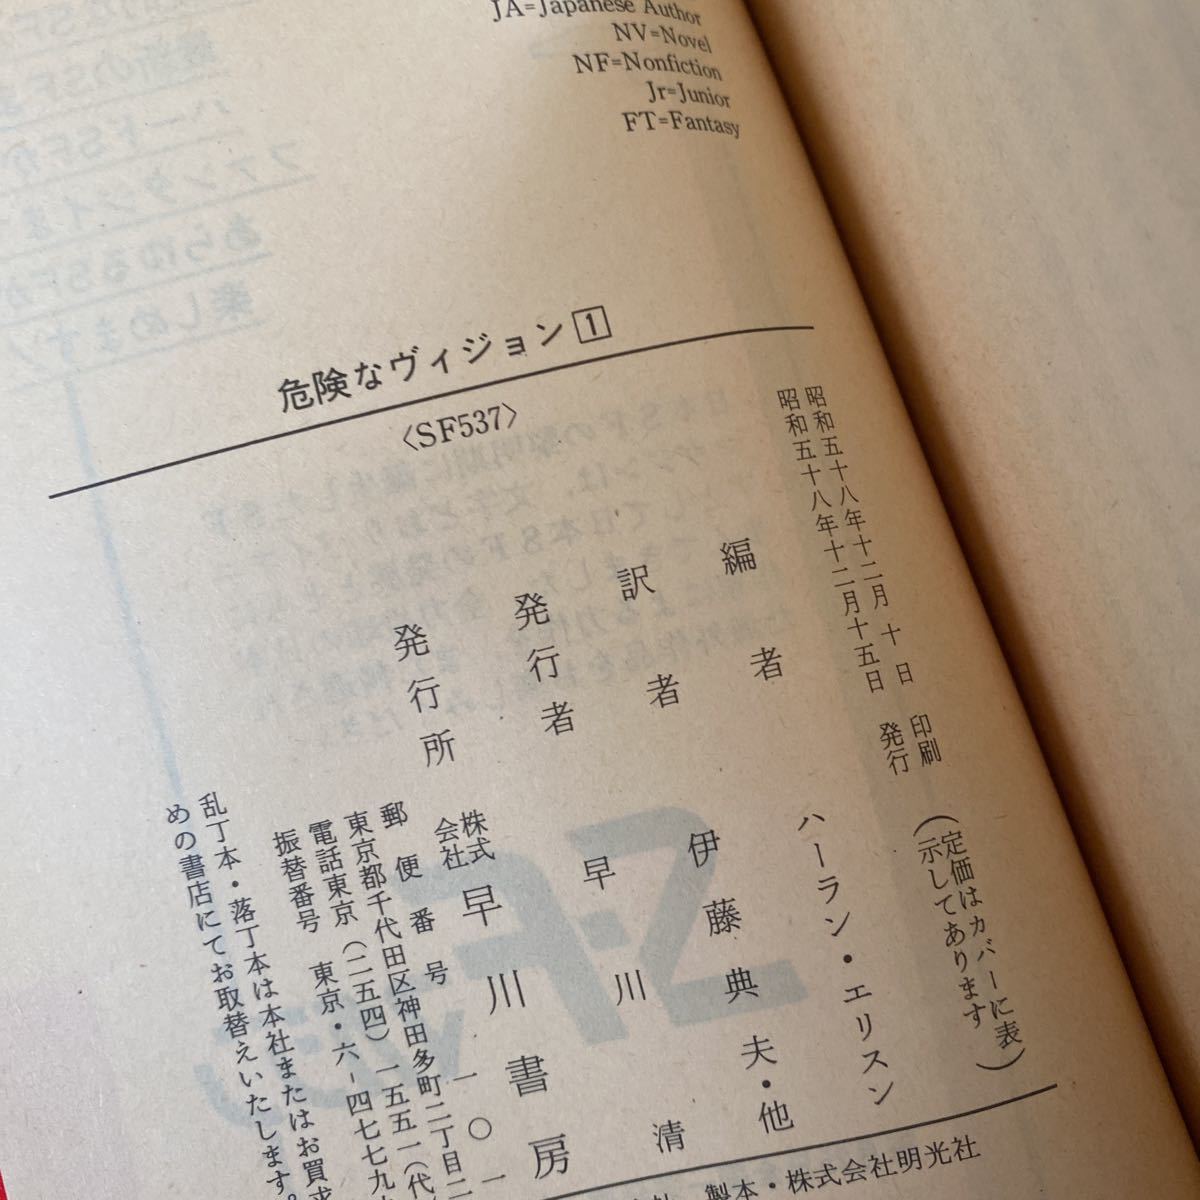 JA=Japanese Author
NV=Novel
NF=Nonfiction
Jr=Junior
FT=Fantasy
危険なヴィジョン1
〈SF537〉
昭和五十八年十二月 十 日 印刷
昭和五十八年十二月十五日 発行
(定価はカバーに表
示してあります)
編者 ハーラン・エリスン
訳者 伊藤典夫・他
発行者 早川 清
発行所 株式会社 早川書房
郵便番号 一〇一
東京都千代田区神田多町二丁目二
電話東京(二五四)一五五一(代
振替番号 東京・六-四七七九
乱丁本・落丁本は本社またはお買求
めの書店にてお取替えいたします。
製本・株式会社明光社